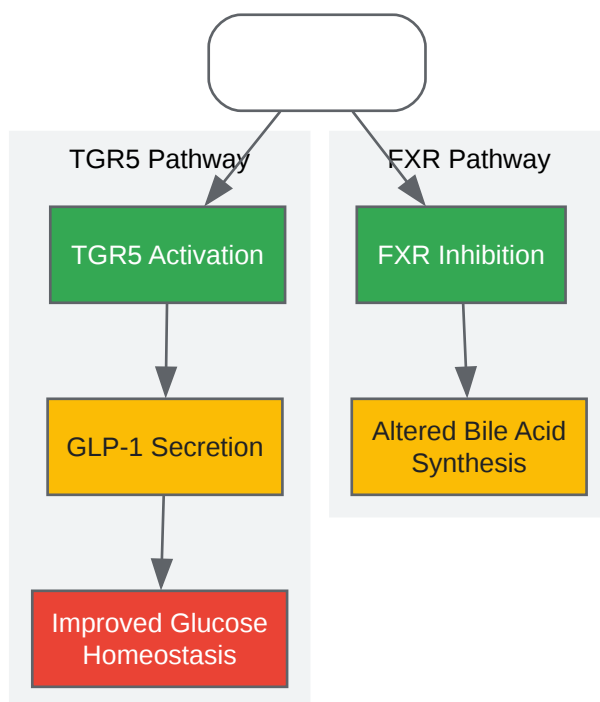 TGR5 Pathway
FXR Pathway
TGR5 Activation
FXR Inhibition
GLP-1 Secretion
Altered Bile Acid
Synthesis
Improved Glucose
Homeostasis